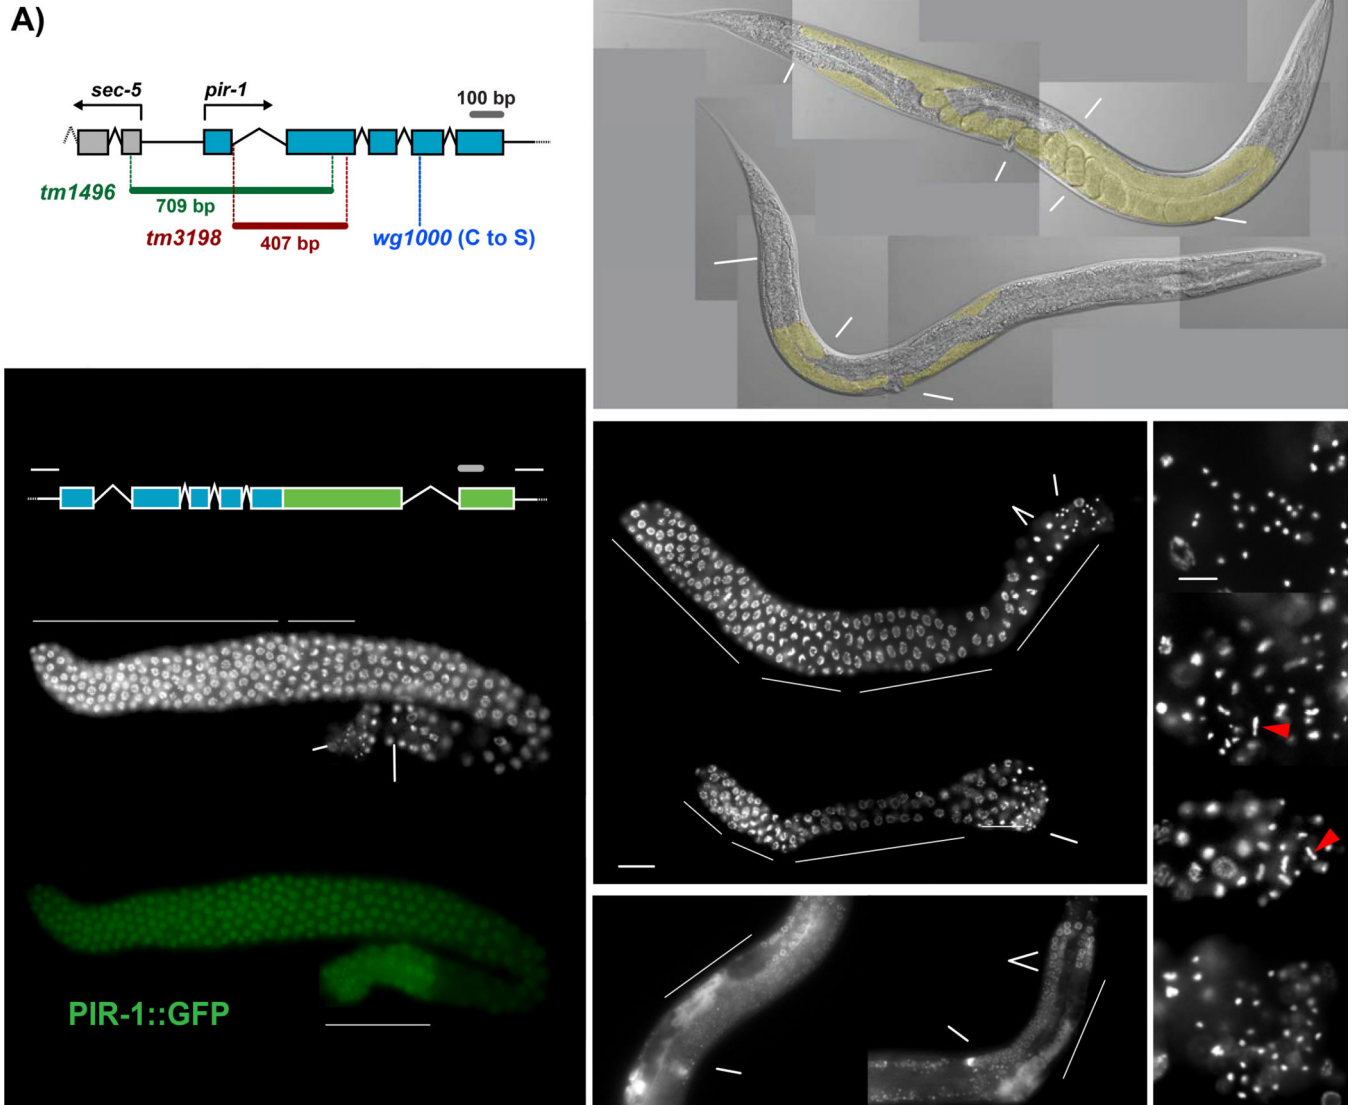 A)
sec-5
pir-1
100 bp
tm1496
709 bp
tm3198
407 bp
wg1000 (C to S)
PIR-1::GFP